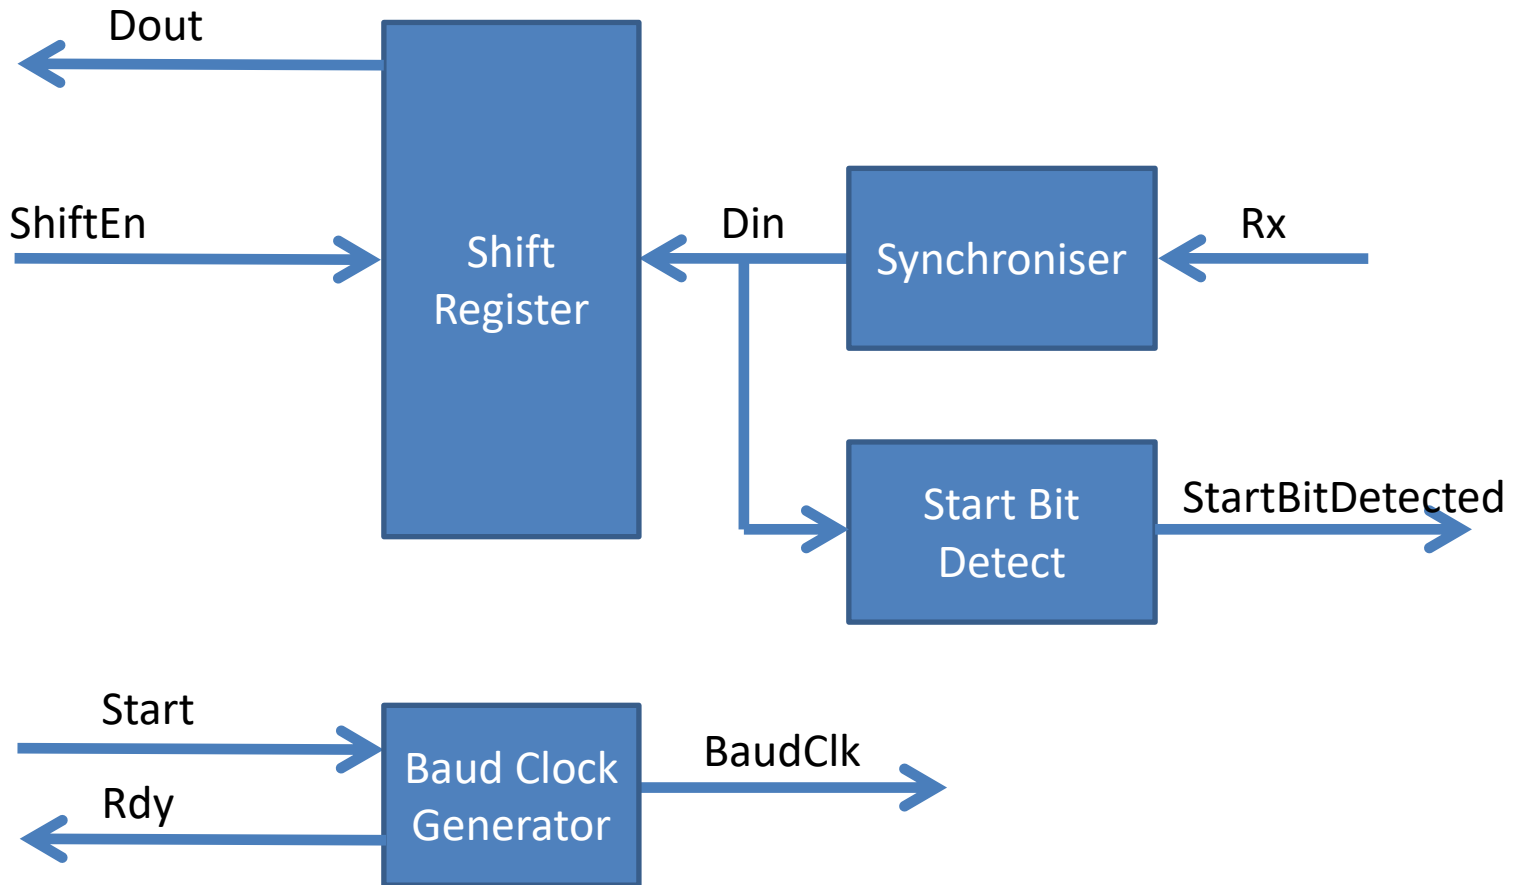 Dout
ShiftEn
Shift
Register
Din
Synchroniser
Rx
Start Bit
Detect
StartBitDetected
Start
Rdy
Baud Clock
Generator
BaudClk